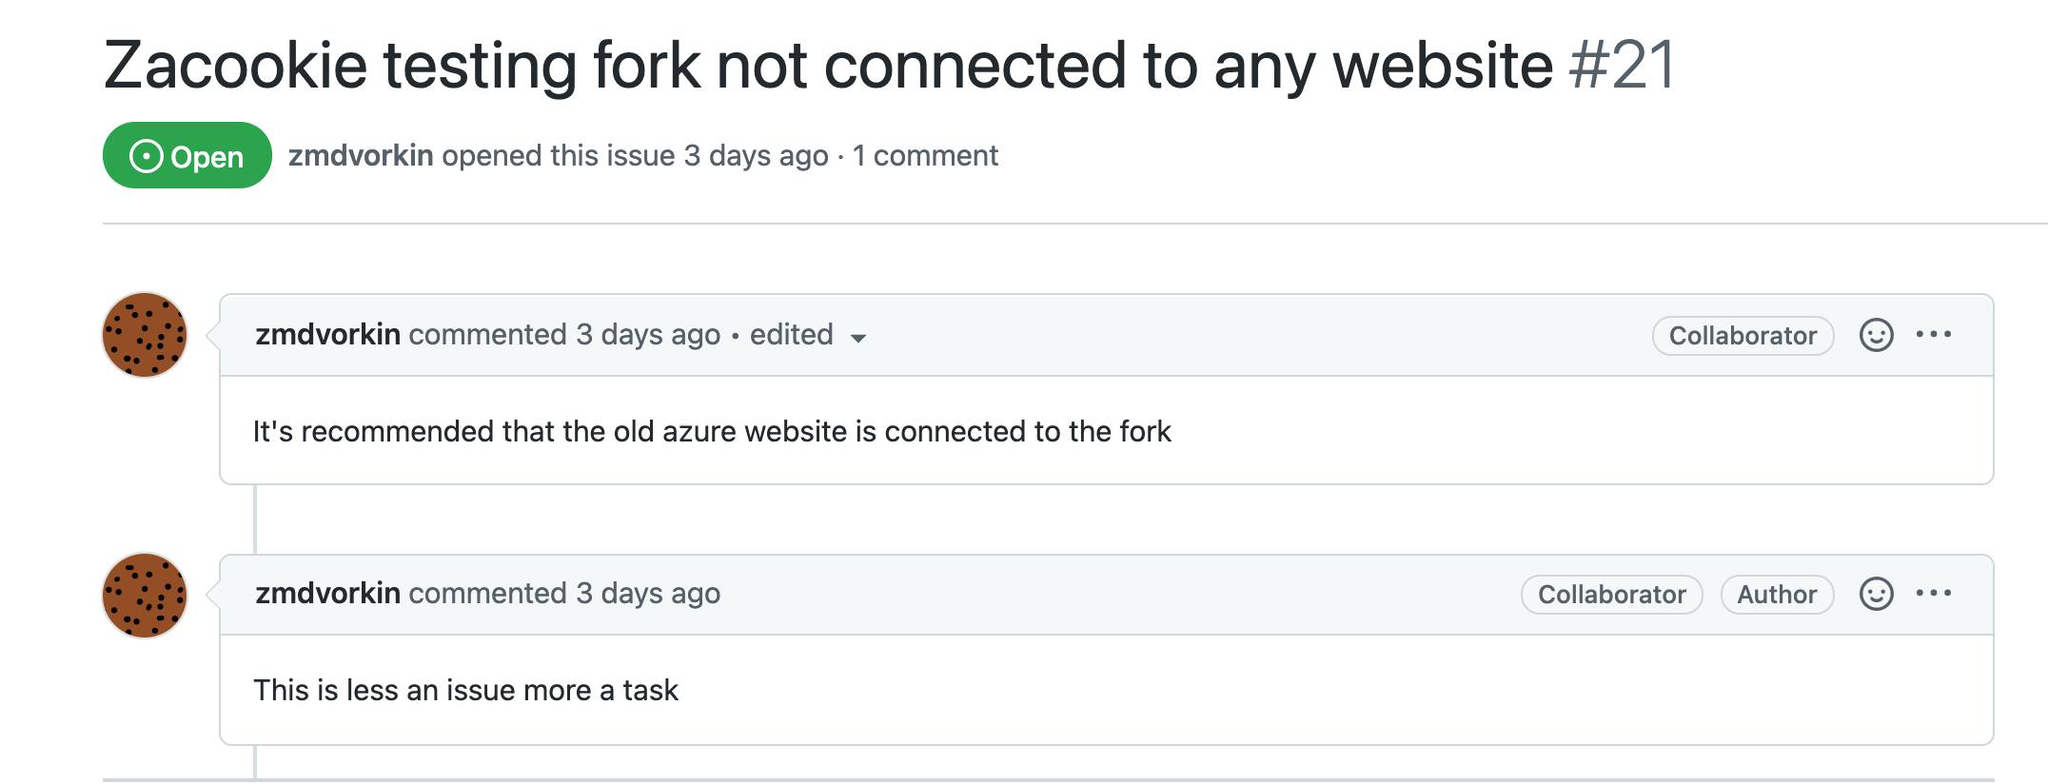 Zacookie testing fork not connected to any website #21
Open zmdvorkin opened this issue 3 days ago · 1 comment
zmdvorkin commented 3 days ago • edited Collaborator
It's recommended that the old azure website is connected to the fork
zmdvorkin commented 3 days ago Collaborator Author
This is less an issue more a task